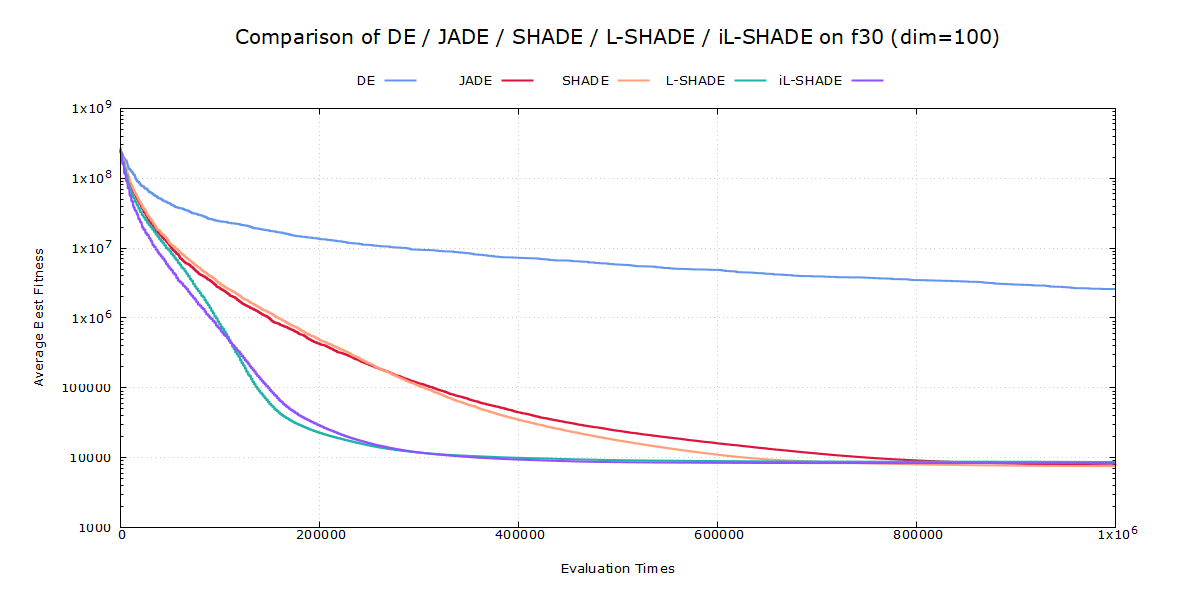 Comparison of DE / JADE / SHADE / L-SHADE / iL-SHADE on f30 (dim=100)
DE JADE SHADE L-SHADE iL-SHADE
1x10^9
1x10^8
1x10^7
1x10^6
100000
10000
1000
Average Best Fitness
0 200000 400000 600000 800000 1x10^6
Evaluation Times